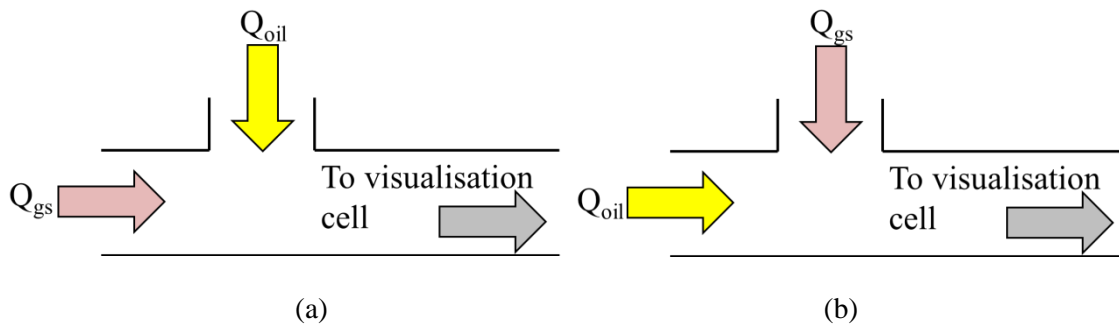 Q_oil
Q_gs
To visualisation
cell
(a)
Q_gs
Q_oil
To visualisation
cell
(b)